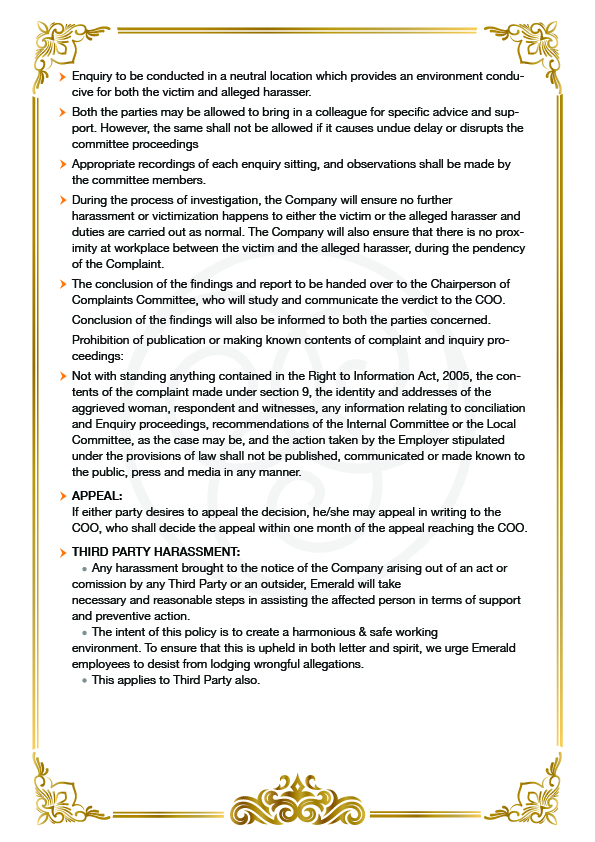 Enquiry to be conducted in a neutral location which provides an environment condu-
cive for both the victim and alleged harasser.
Both the parties may be allowed to bring in a colleague for specific advice and sup-
port. However, the same shall not be allowed if it causes undue delay or disrupts the
committee proceedings
Appropriate recordings of each enquiry sitting, and observations shall be made by
the committee members.
During the process of investigation, the Company will ensure no further
harassment or victimization happens to either the victim or the alleged harasser and
duties are carried out as normal. The Company will also ensure that there is no prox-
imity at workplace between the victim and the alleged harasser, during the pendency
of the Complaint.
The conclusion of the findings and report to be handed over to the Chairperson of
Complaints Committee, who will study and communicate the verdict to the COO.
Conclusion of the findings will also be informed to both the parties concerned.
Prohibition of publication or making known contents of complaint and inquiry pro-
ceedings:
Not with standing anything contained in the Right to Information Act, 2005, the con-
tents of the complaint made under section 9, the identity and addresses of the
aggrieved woman, respondent and witnesses, any information relating to conciliation
and Enquiry proceedings, recommendations of the Internal Committee or the Local
Committee, as the case may be, and the action taken by the Employer stipulated
under the provisions of law shall not be published, communicated or made known to
the public, press and media in any manner.
APPEAL:
If either party desires to appeal the decision, he/she may appeal in writing to the
COO, who shall decide the appeal within one month of the appeal reaching the COO.
THIRD PARTY HARASSMENT:
• Any harassment brought to the notice of the Company arising out of an act or
comission by any Third Party or an outsider, Emerald will take
necessary and reasonable steps in assisting the affected person in terms of support
and preventive action.
• The intent of this policy is to create a harmonious & safe working
environment. To ensure that this is upheld in both letter and spirit, we urge Emerald
employees to desist from lodging wrongful allegations.
• This applies to Third Party also.